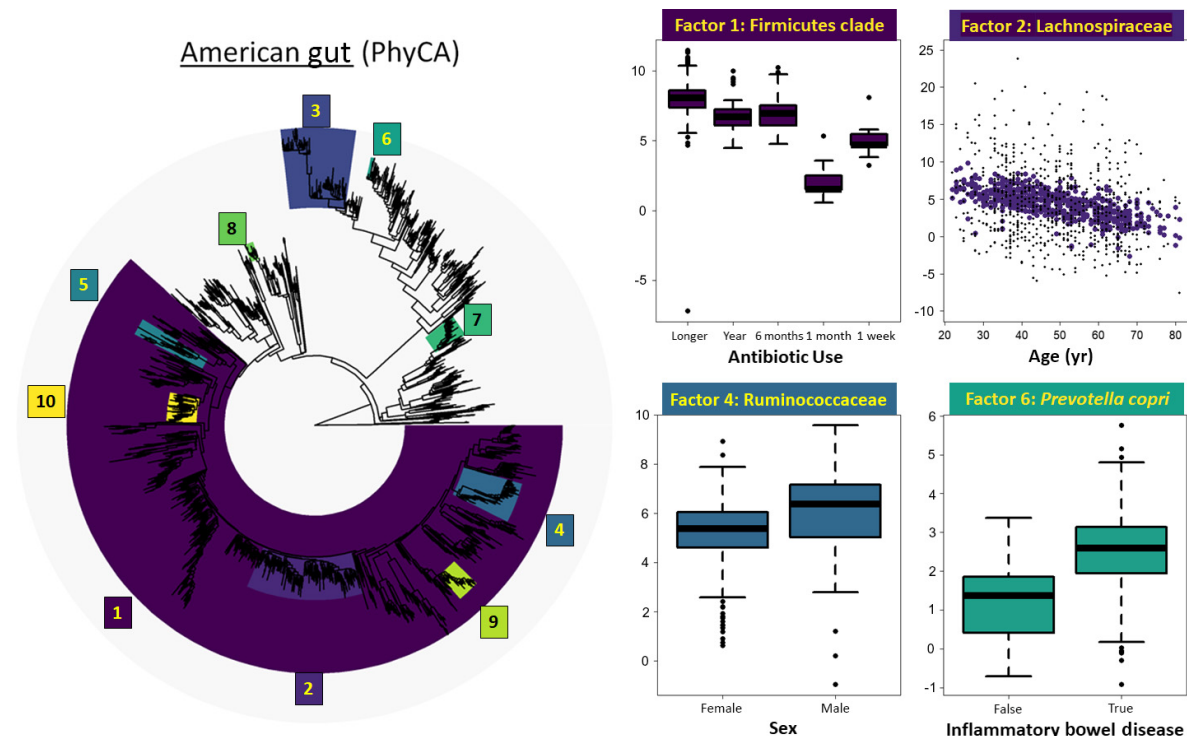 American gut (PhyCA)
3
6
8
5
7
10
4
1
9
2
Factor 1: Firmicutes clade
10
5
0
-5
Longer Year 6 months 1 month 1 week
Antibiotic Use
Factor 2: Lachnospiraceae
25
20
15
10
5
0
-5
-10
20 30 40 50 60 70 80
Age (yr)
Factor 4: Ruminococcaceae
10
8
6
4
2
0
Female Male
Sex
Factor 6: Prevotella copri
6
5
4
3
2
1
0
-1
False True
Inflammatory bowel disease